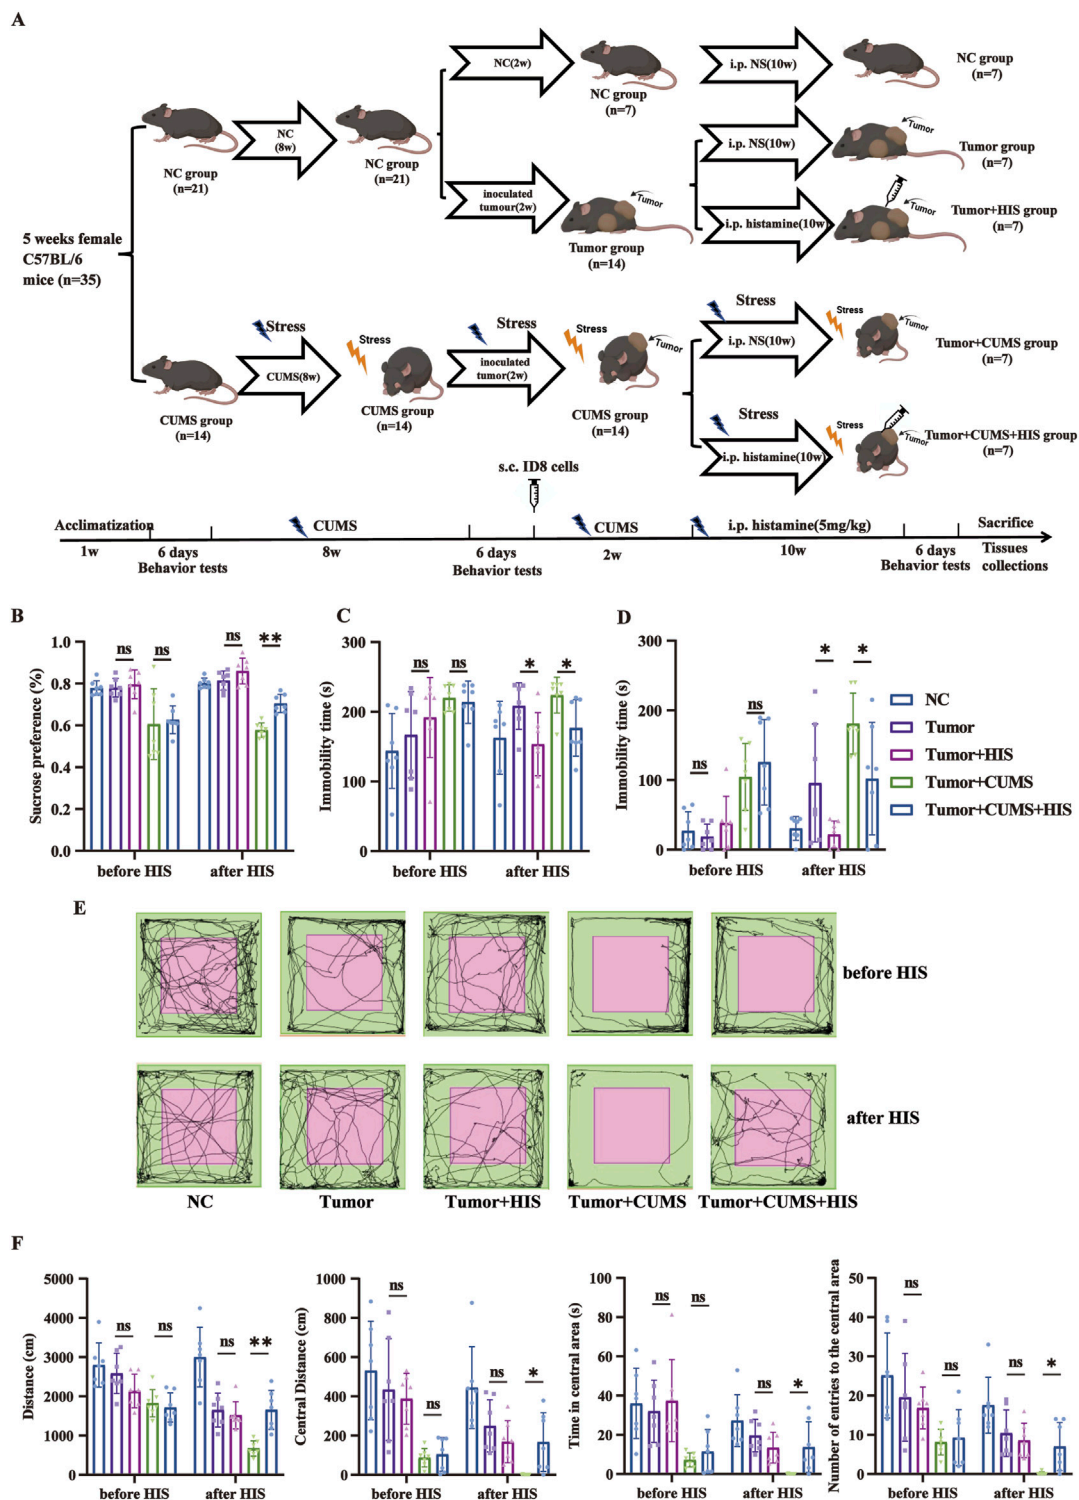 A
NC(2w)
NC group
(n=7)
i.p. NS(10w)
NC group
(n=7)
NC
(8w)
NC group
(n=21)
NC group
(n=21)
inoculated
tumour(2w)
Tumor
Tumor group
(n=14)
i.p. NS(10w)
Tumor
Tumor group
(n=7)
i.p. histamine(10w)
Tumor
Tumor+HIS group
(n=7)
5 weeks female
C57BL/6
mice (n=35)
Stress
CUMS(8w)
CUMS group
(n=14)
Stress
CUMS group
(n=14)
Stress
inoculated
tumor(2w)
Stress
Tumor
CUMS group
(n=14)
Stress
i.p. NS(10w)
Stress
Tumor
Tumor+CUMS group
(n=7)
Stress
i.p. histamine(10w)
Stress
Tumor
Tumor+CUMS+HIS group
(n=7)
s.c. ID8 cells
Acclimatization
CUMS
CUMS
i.p. histamine(5mg/kg)
Sacrifice
1w
6 days
Behavior tests
8w
6 days
Behavior tests
2w
10w
6 days
Behavior tests
Tissues
collections
B
Sucrose preference (%)
1.0
0.8
0.6
0.4
0.2
0.0
ns
ns
ns
**
before HIS
after HIS
C
Immobility time (s)
300
200
100
0
ns
ns
*
*
before HIS
after HIS
D
Immobility time (s)
300
200
100
0
ns
ns
*
*
before HIS
after HIS
NC
Tumor
Tumor+HIS
Tumor+CUMS
Tumor+CUMS+HIS
E
before HIS
after HIS
NC
Tumor
Tumor+HIS
Tumor+CUMS
Tumor+CUMS+HIS
F
Distance (cm)
5000
4000
3000
2000
1000
0
ns
ns
ns
**
before HIS
after HIS
Central Distance (cm)
1000
800
600
400
200
0
ns
ns
ns
*
before HIS
after HIS
Time in central area (s)
100
80
60
40
20
0
ns
ns
ns
*
before HIS
after HIS
Number of entries to the central area
50
40
30
20
10
0
ns
ns
ns
*
before HIS
after HIS